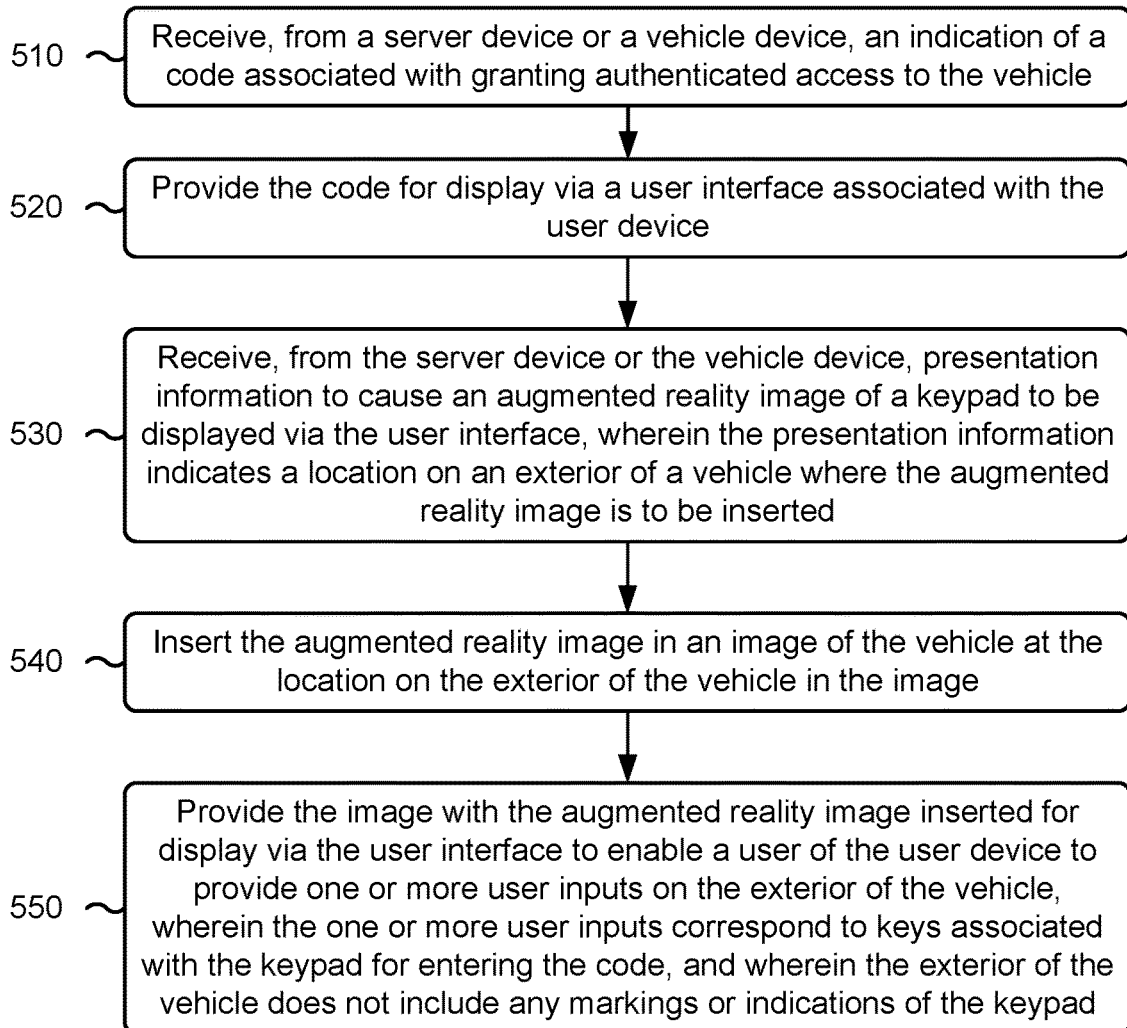 510
Receive, from a server device or a vehicle device, an indication of a
code associated with granting authenticated access to the vehicle
520
Provide the code for display via a user interface associated with the
user device
530
Receive, from the server device or the vehicle device, presentation
information to cause an augmented reality image of a keypad to be
displayed via the user interface, wherein the presentation information
indicates a location on an exterior of a vehicle where the augmented
reality image is to be inserted
540
Insert the augmented reality image in an image of the vehicle at the
location on the exterior of the vehicle in the image
550
Provide the image with the augmented reality image inserted for
display via the user interface to enable a user of the user device to
provide one or more user inputs on the exterior of the vehicle,
wherein the one or more user inputs correspond to keys associated
with the keypad for entering the code, and wherein the exterior of the
vehicle does not include any markings or indications of the keypad